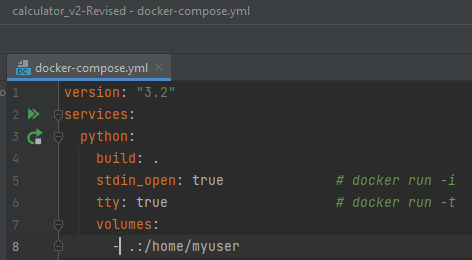 calculator_v2-Revised - docker-compose.yml
DC docker-compose.yml ×
1 version: "3.2"
2 services:
3   python:
4     build: .
5     stdin_open: true               # docker run -i
6     tty: true                      # docker run -t
7     volumes:
8       - .:/home/myuser